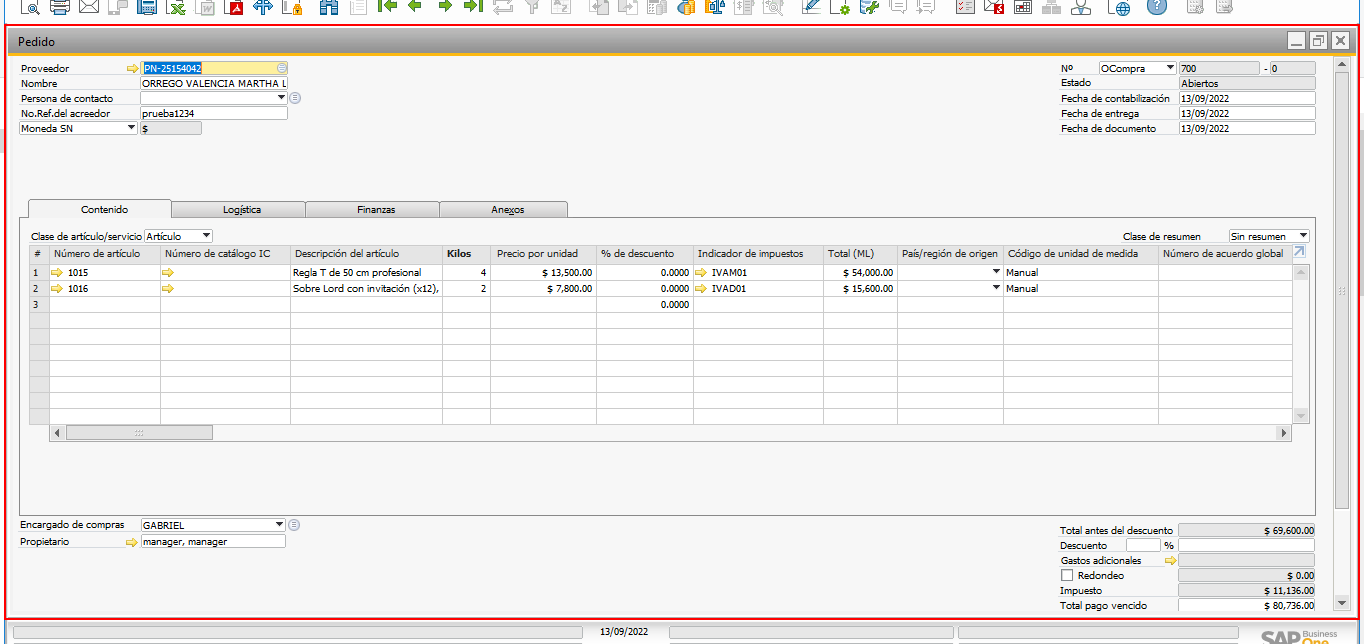 Pedido
Proveedor PN-25154042
Nombre ORREGO VALENCIA MARTHA L
Persona de contacto
No.Ref.del acreedor prueba1234
Moneda SN $
Nº OCompra 700 - 0
Estado Abiertos
Fecha de contabilización 13/09/2022
Fecha de entrega 13/09/2022
Fecha de documento 13/09/2022
Contenido Logística Finanzas Anexos
Clase de artículo/servicio Artículo Clase de resumen Sin resumen
# Número de artículo Número de catálogo IC Descripción del artículo Kilos Precio por unidad % de descuento Indicador de impuestos Total (ML) País/región de origen Código de unidad de medida Número de acuerdo global
1 1015 Regla T de 50 cm profesional 4 $ 13,500.00 0.0000 IVAM01 $ 54,000.00 Manual
2 1016 Sobre Lord con invitación (x12), 2 $ 7,800.00 0.0000 IVAD01 $ 15,600.00 Manual
3 0.0000
Encargado de compras GABRIEL
Propietario manager, manager
Total antes del descuento $ 69,600.00
Descuento %
Gastos adicionales
Redondeo $ 0.00
Impuesto $ 11,136.00
Total pago vencido $ 80,736.00
13/09/2022
SAP Business One